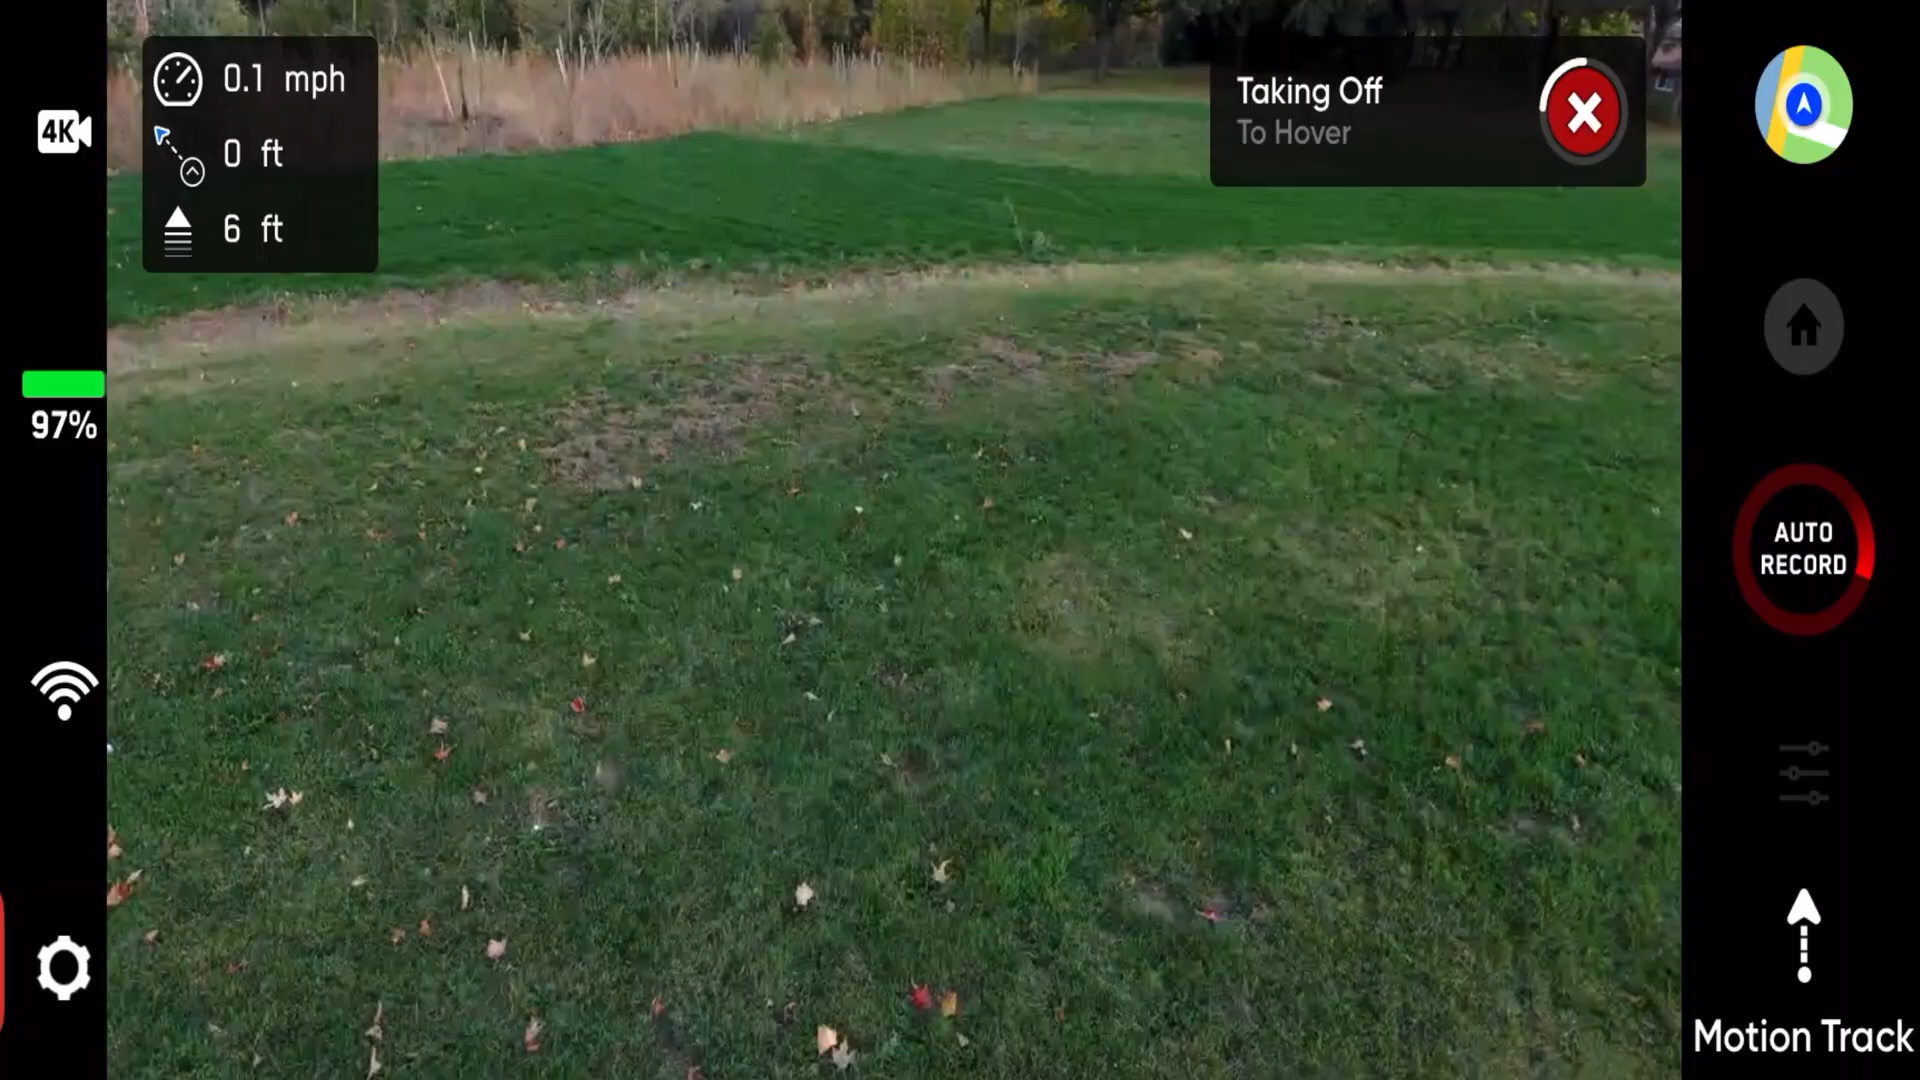 4K
97%
0.1 mph
0 ft
6 ft
Taking Off
To Hover
AUTO
RECORD
Motion Track